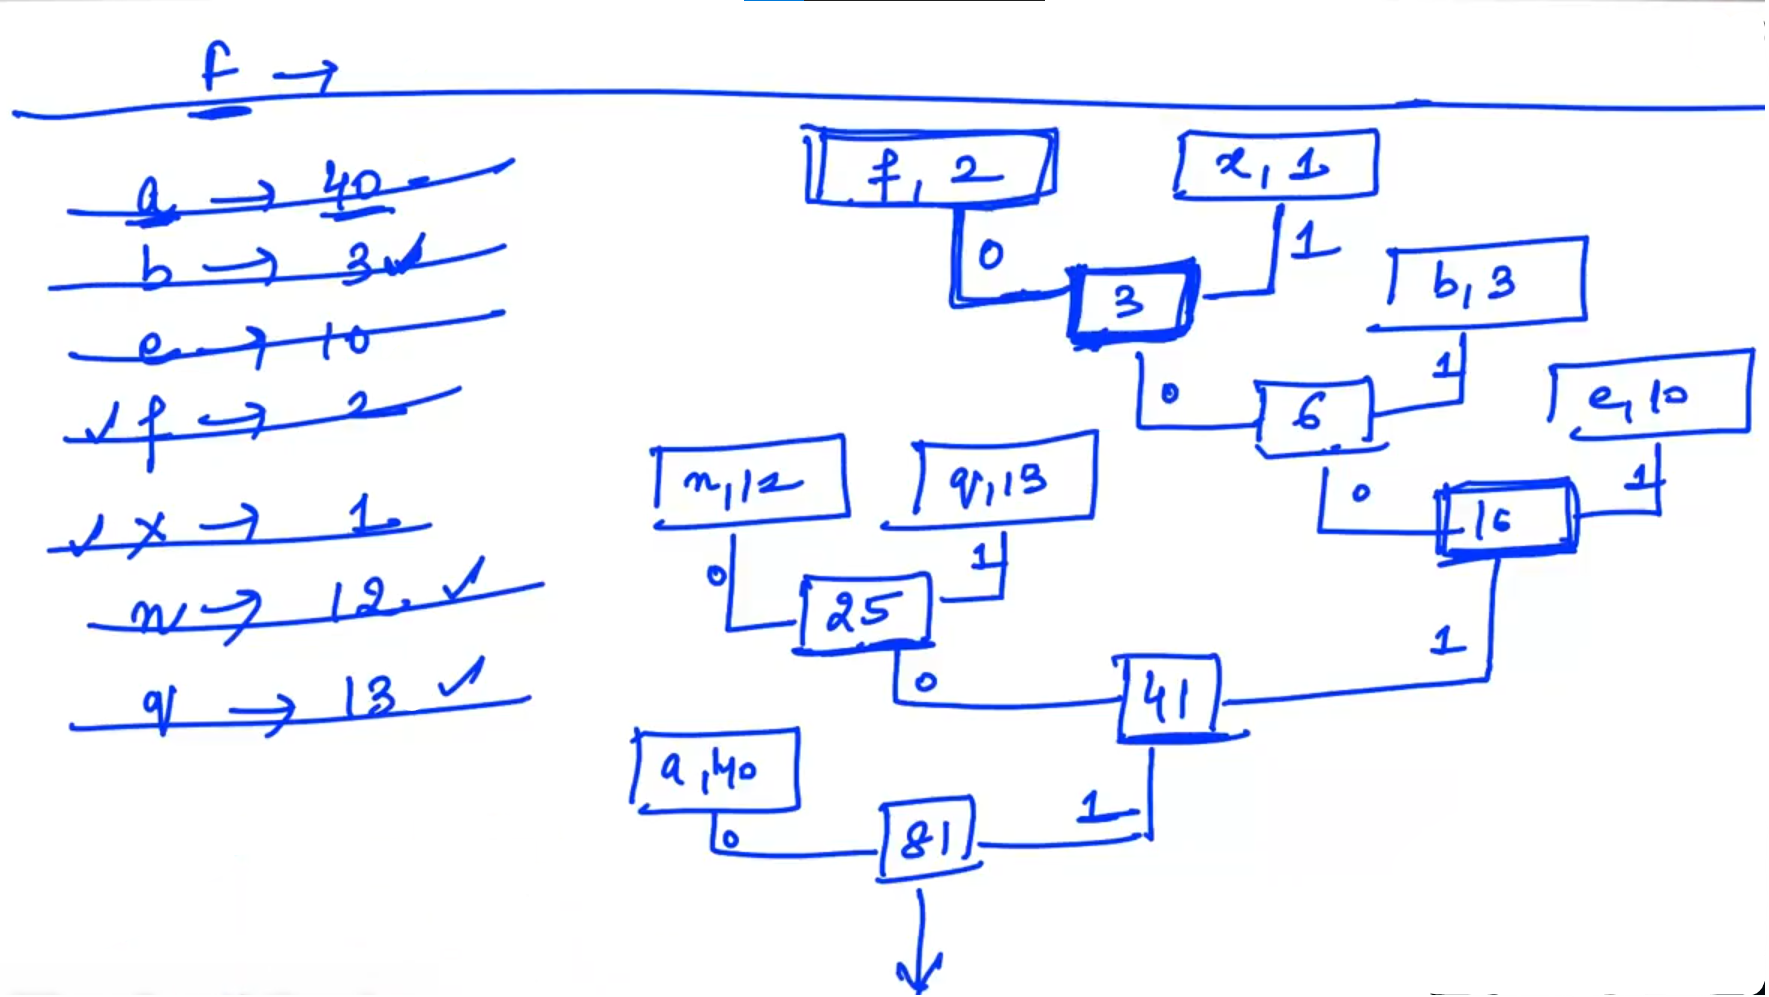 f →
a → 40
b → 3 ✓
e → 10
✓ f → 2
✓ x → 1
n → 12 ✓
q → 13 ✓
f, 2
x, 1
0
1
3
b, 3
0
1
6
e, 10
n, 12
q, 13
0
1
16
0
1
25
0
41
1
a, 40
0
81
1